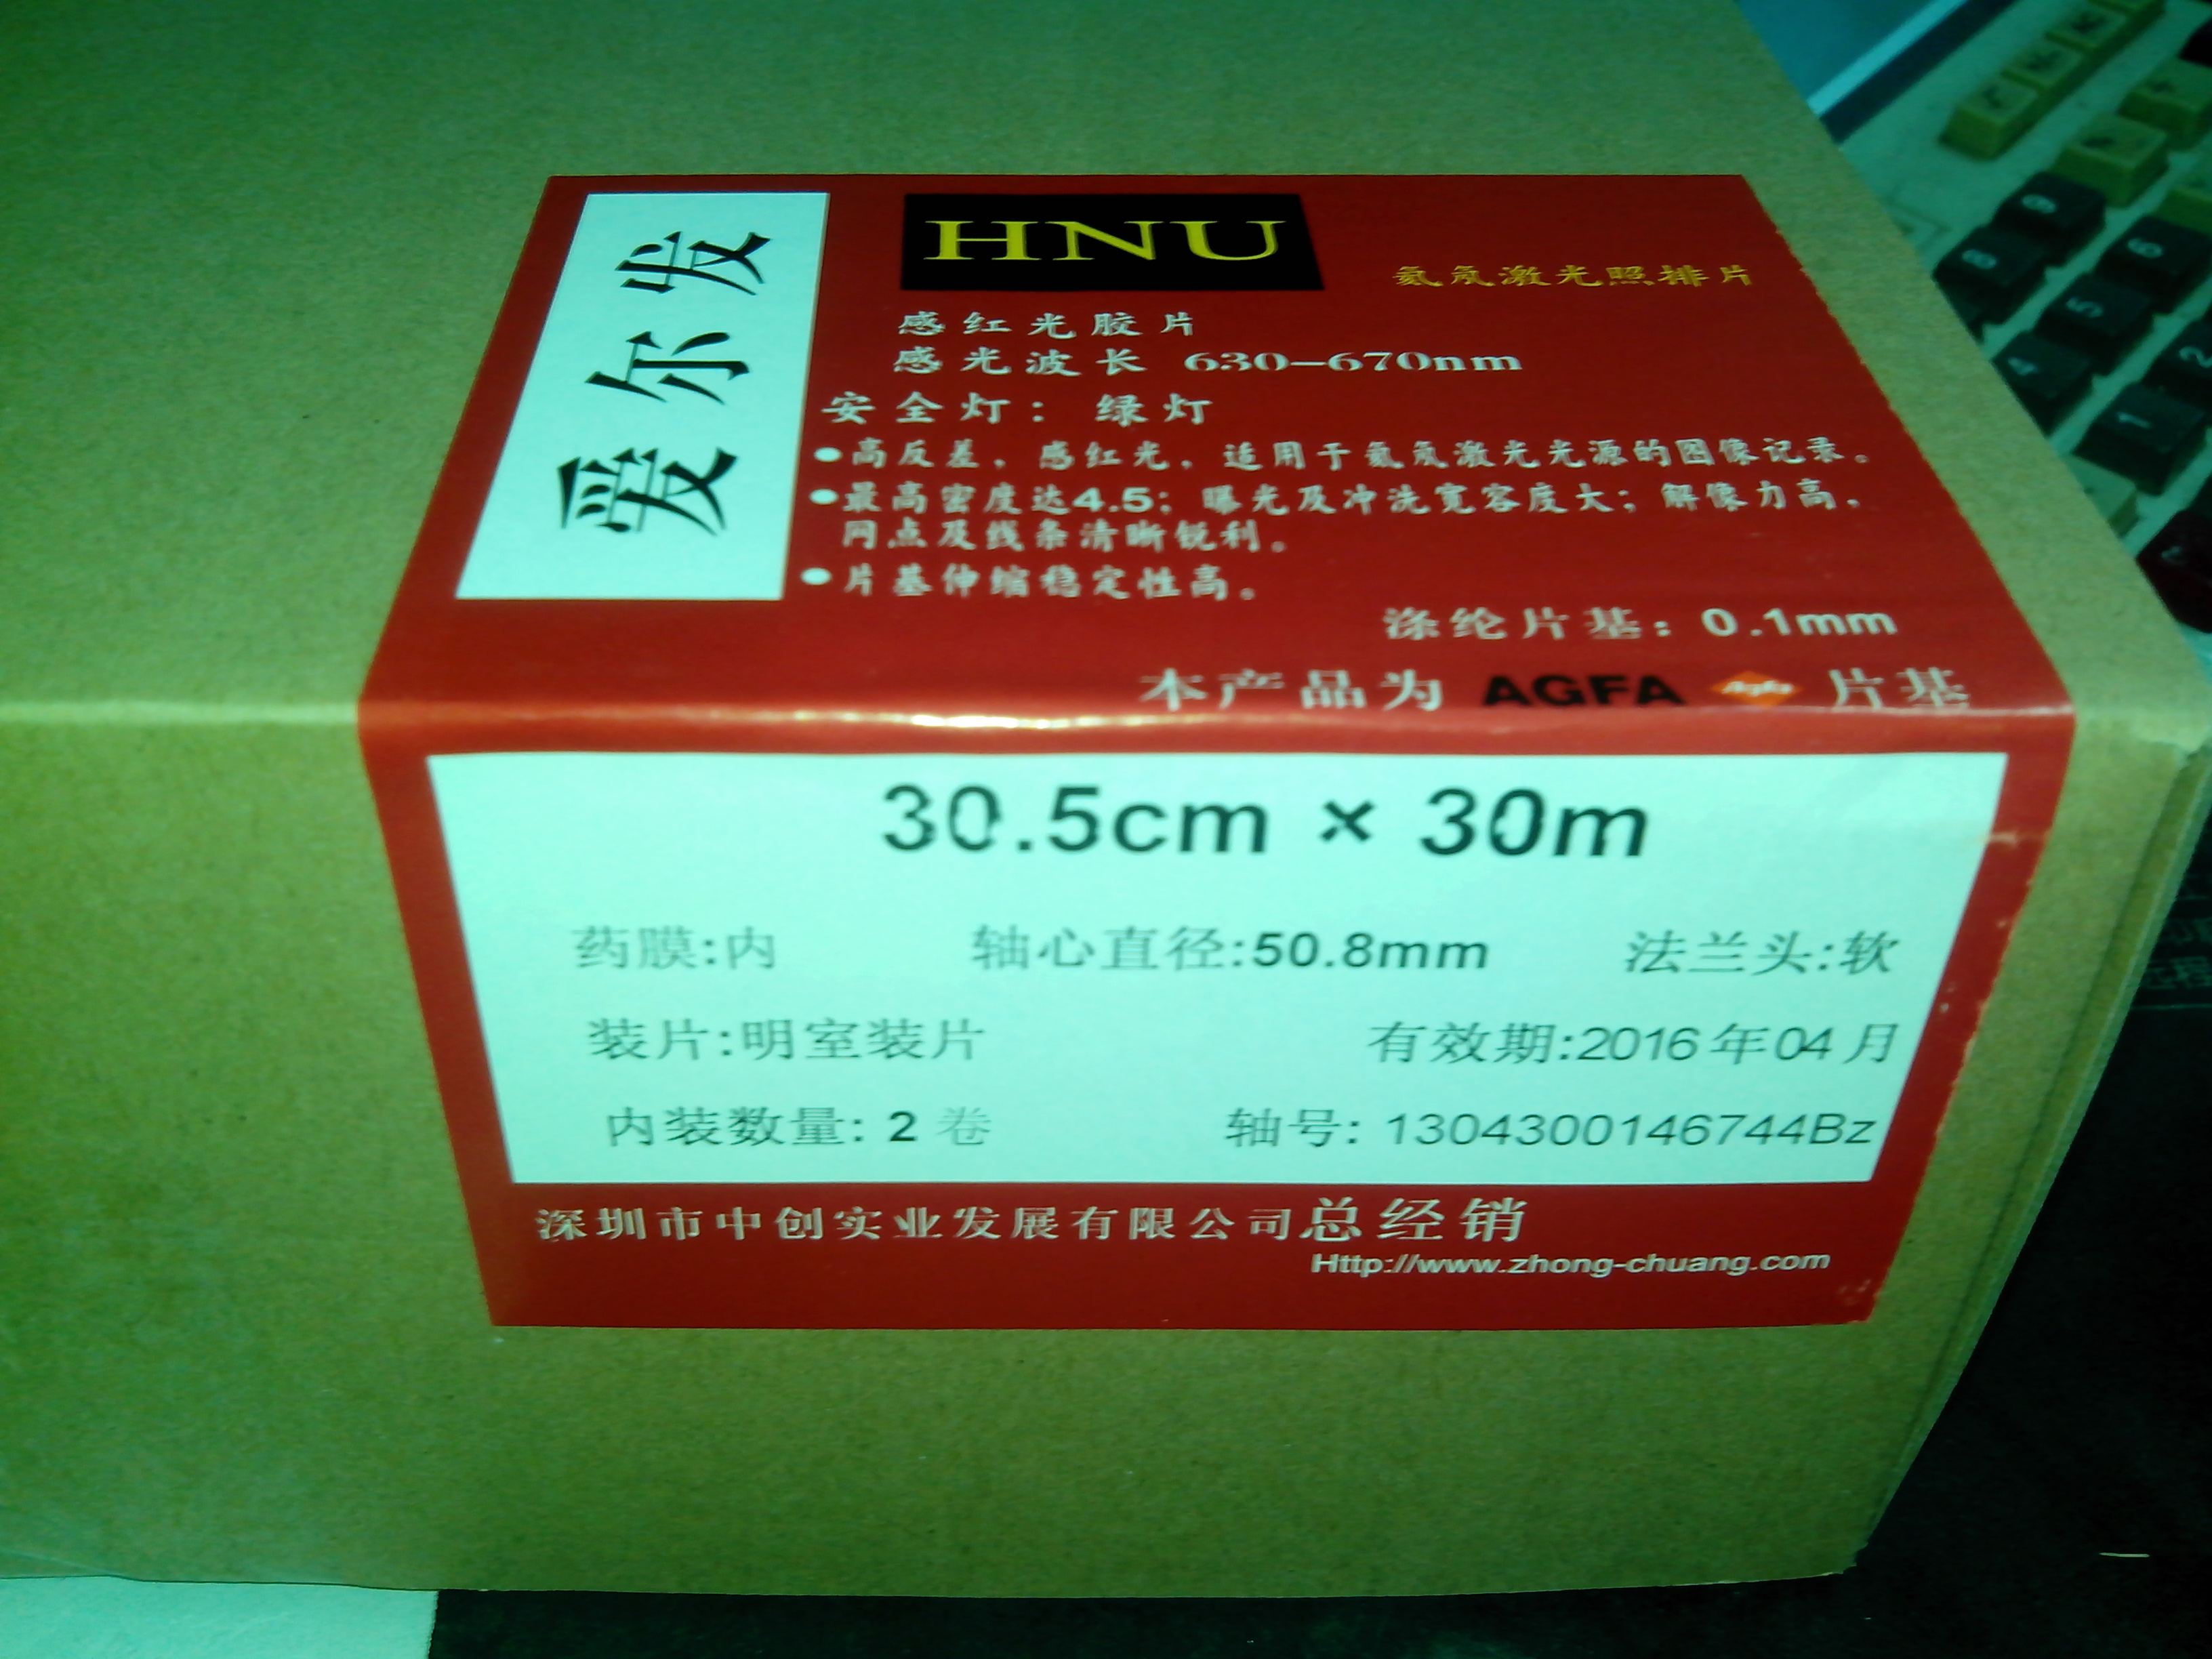 爱尔发
HNU
氦氖激光照排片
感红光胶片
感光波长 630-670nm
安全灯： 绿灯
●高反差，感红光，适用于氦氖激光光源的图像记录。
●最高密度达4.5；曝光及冲洗宽容度大；解像力高，
网点及线条清晰锐利。
●片基伸缩稳定性高。
涤纶片基：0.1mm
本产品为 AGFA Agfa 片基
30.5cm × 30m
药膜:内 轴心直径:50.8mm 法兰头:软
装片:明室装片 有效期:2016年04月
内装数量: 2 卷 轴号: 1304300146744Bz
深圳市中创实业发展有限公司总经销
Http://www.zhong-chuang.com
9
8
6
5
4
2
1